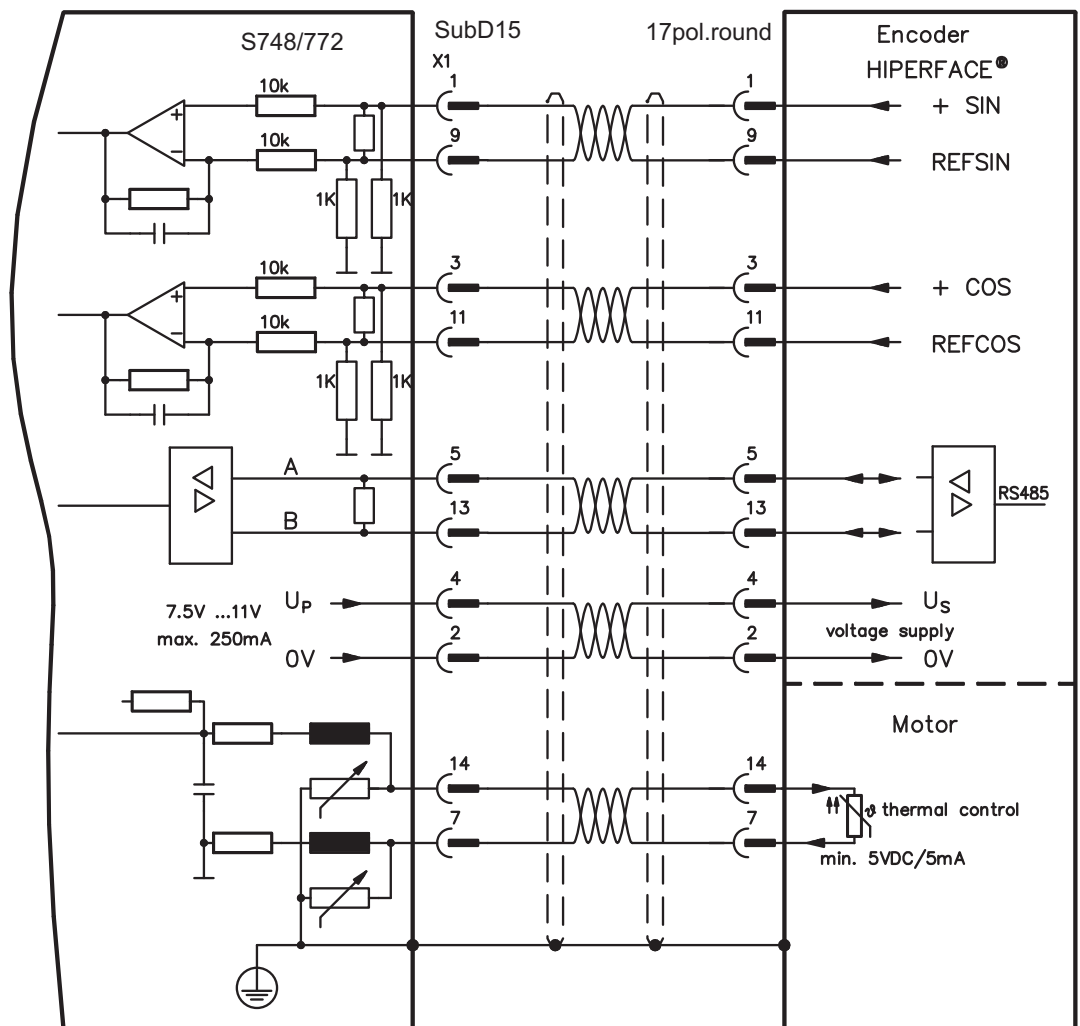 S748/772
SubD15
17pol.round
Encoder
HIPERFACE®
X1
10k
1
1
+ SIN
10k
9
9
REFSIN
1K
1K
10k
3
3
+ COS
10k
11
11
REFCOS
1K
1K
A
5
5
RS485
B
13
13
7.5V ...11V
max. 250mA
UP
4
4
US
voltage supply
0V
2
2
0V
Motor
14
14
ϑ thermal control
7
7
min. 5VDC/5mA